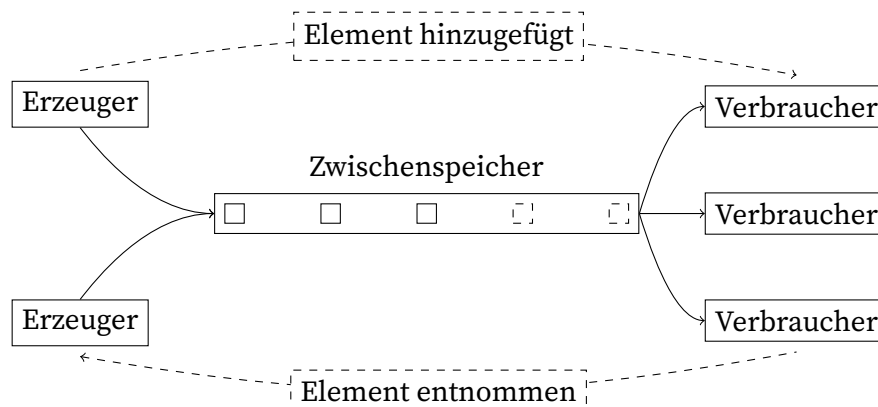 Element hinzugefügt
Erzeuger
Verbraucher
Zwischenspeicher
Verbraucher
Erzeuger
Verbraucher
Element entnommen